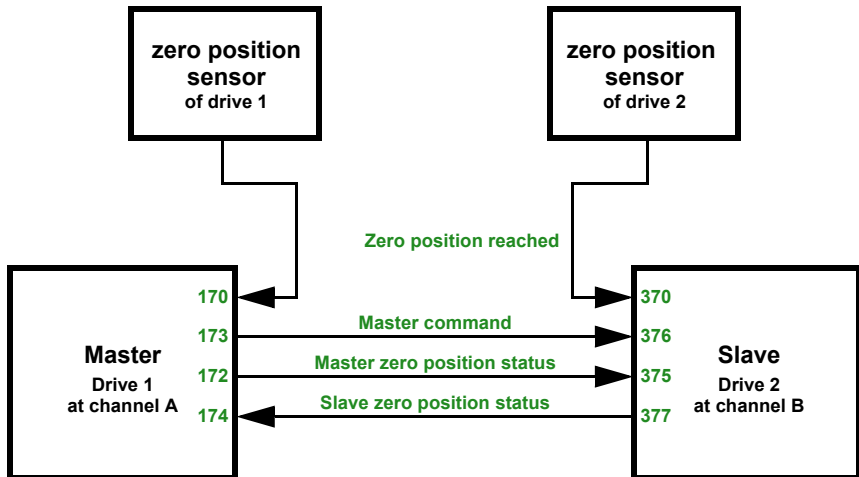 zero position
sensor
of drive 1
zero position
sensor
of drive 2
Zero position reached
170
370
173
Master command
376
Master
Drive 1
at channel A
172
Master zero position status
375
Slave
Drive 2
at channel B
174
Slave zero position status
377